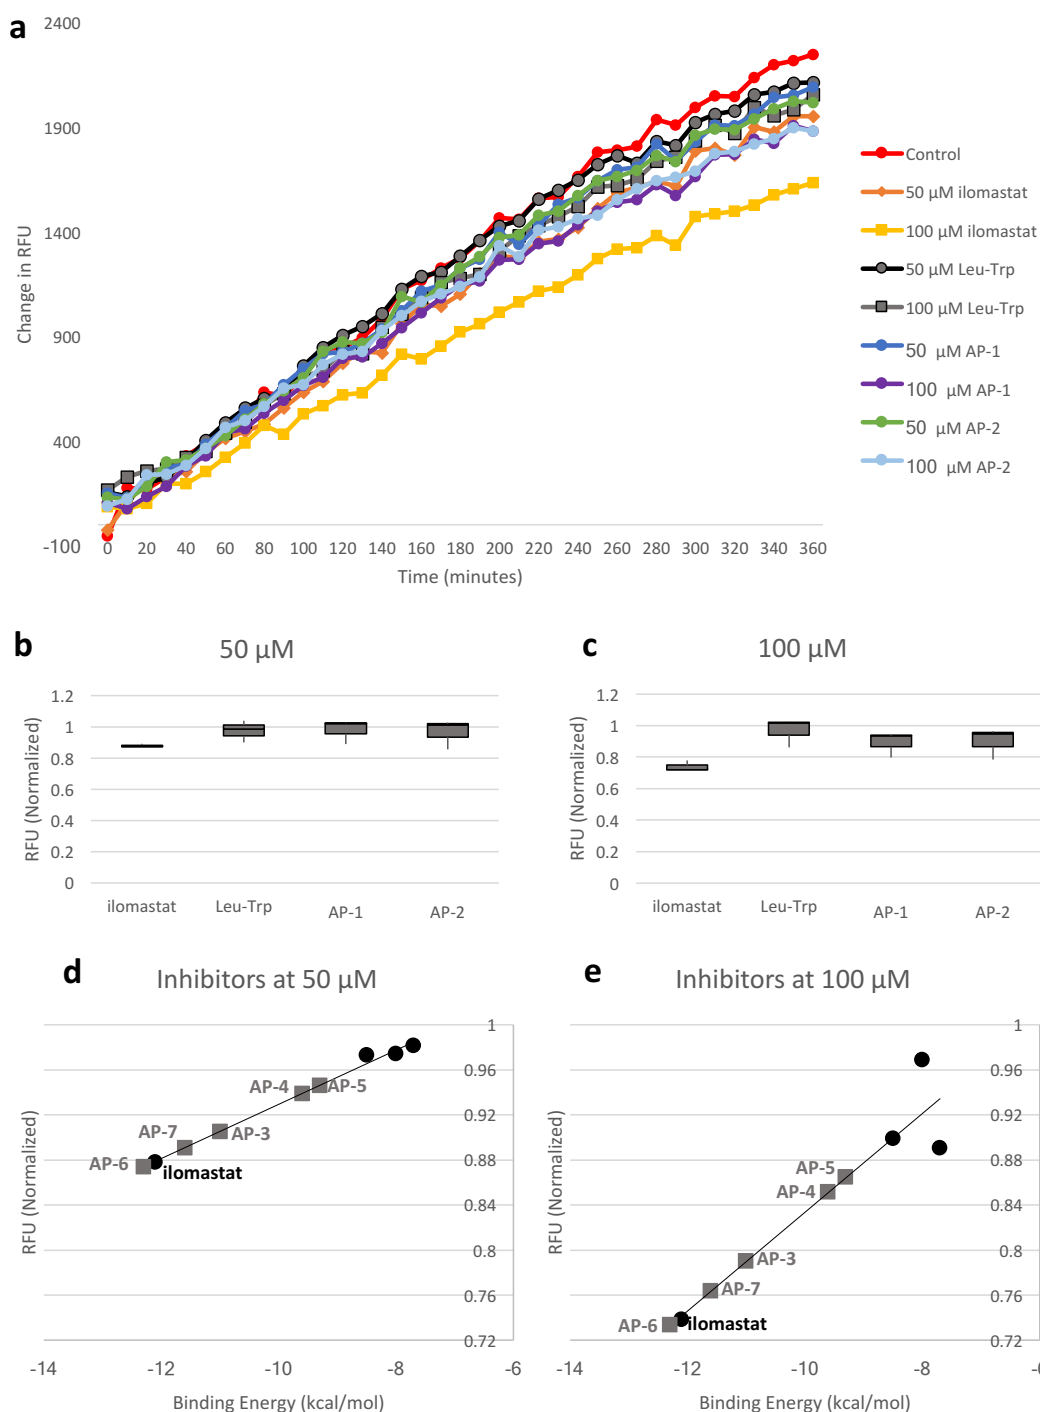 a
2400
1900
1400
900
400
-100
Change in RFU
0 20 40 60 80 100 120 140 160 180 200 220 240 260 280 300 320 340 360
Time (minutes)
Control
50 µM ilomastat
100 µM ilomastat
50 µM Leu-Trp
100 µM Leu-Trp
50 µM AP-1
100 µM AP-1
50 µM AP-2
100 µM AP-2
b
50 µM
1.2
1
0.8
0.6
0.4
0.2
0
RFU (Normalized)
ilomastat Leu-Trp AP-1 AP-2
c
100 µM
1.2
1
0.8
0.6
0.4
0.2
0
RFU (Normalized)
ilomastat Leu-Trp AP-1 AP-2
d
Inhibitors at 50 µM
1
0.96
0.92
0.88
0.84
0.8
0.76
0.72
RFU (Normalized)
AP-4 AP-5
AP-7 AP-3
AP-6 ilomastat
-14 -12 -10 -8 -6
Binding Energy (kcal/mol)
e
Inhibitors at 100 µM
1
0.96
0.92
0.88
0.84
0.8
0.76
0.72
RFU (Normalized)
AP-5
AP-4
AP-3
AP-7
AP-6 ilomastat
-14 -12 -10 -8 -6
Binding Energy (kcal/mol)